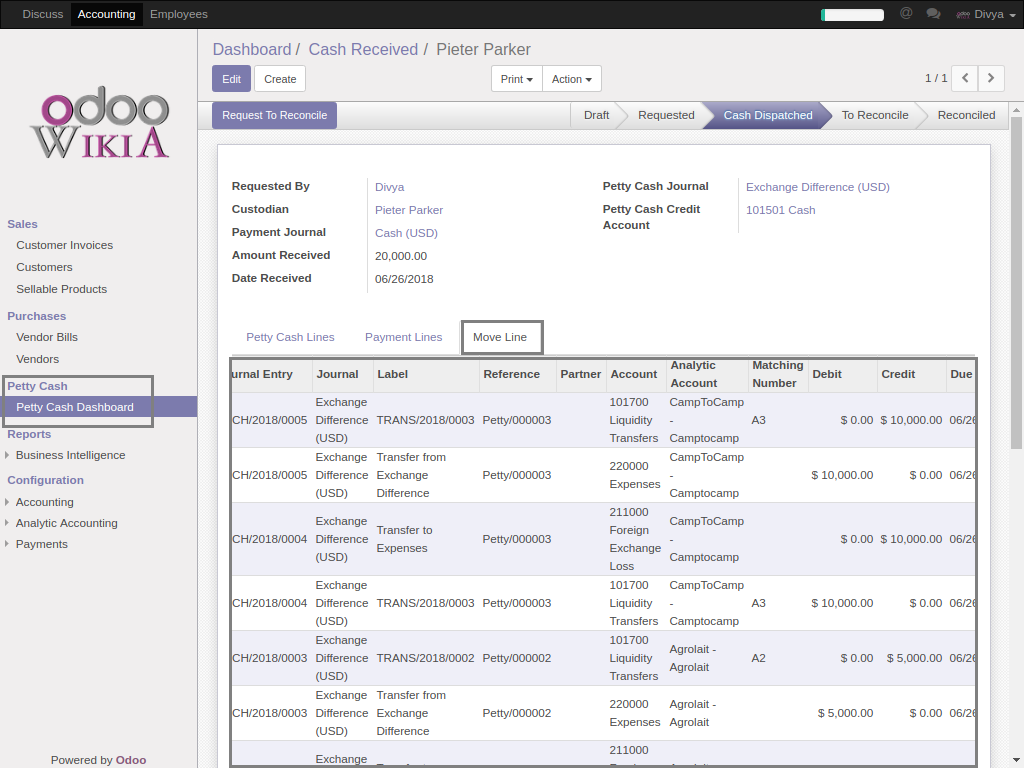 Discuss Accounting Employees
@ Divya
Dashboard / Cash Received / Pieter Parker
Edit Create Print Action 1 / 1
Request To Reconcile Draft Requested Cash Dispatched To Reconcile Reconciled
odoo
WIKIA
Sales
Customer Invoices
Customers
Sellable Products
Purchases
Vendor Bills
Vendors
Petty Cash
Petty Cash Dashboard
Reports
Business Intelligence
Configuration
Accounting
Analytic Accounting
Payments
Powered by Odoo
Requested By Divya
Custodian Pieter Parker
Payment Journal Cash (USD)
Amount Received 20,000.00
Date Received 06/26/2018
Petty Cash Journal Exchange Difference (USD)
Petty Cash Credit 101501 Cash
Account
Petty Cash Lines Payment Lines Move Line
urnal Entry Journal Label Reference Partner Account Analytic Account Matching Number Debit Credit Due
CH/2018/0005 Exchange Difference (USD) TRANS/2018/0003 Petty/000003 101700 Liquidity Transfers CampToCamp - Camptocamp A3 $ 0.00 $ 10,000.00 06/26
CH/2018/0005 Exchange Difference (USD) Transfer from Exchange Difference Petty/000003 220000 Expenses CampToCamp - Camptocamp $ 10,000.00 $ 0.00 06/26
CH/2018/0004 Exchange Difference (USD) Transfer to Expenses Petty/000003 211000 Foreign Exchange Loss CampToCamp - Camptocamp $ 0.00 $ 10,000.00 06/26
CH/2018/0004 Exchange Difference (USD) TRANS/2018/0003 Petty/000003 101700 Liquidity Transfers CampToCamp - Camptocamp A3 $ 10,000.00 $ 0.00 06/26
CH/2018/0003 Exchange Difference (USD) TRANS/2018/0002 Petty/000002 101700 Liquidity Transfers Agrolait - Agrolait A2 $ 0.00 $ 5,000.00 06/26
CH/2018/0003 Exchange Difference (USD) Transfer from Exchange Difference Petty/000002 220000 Expenses Agrolait - Agrolait $ 5,000.00 $ 0.00 06/26
Exchange 211000